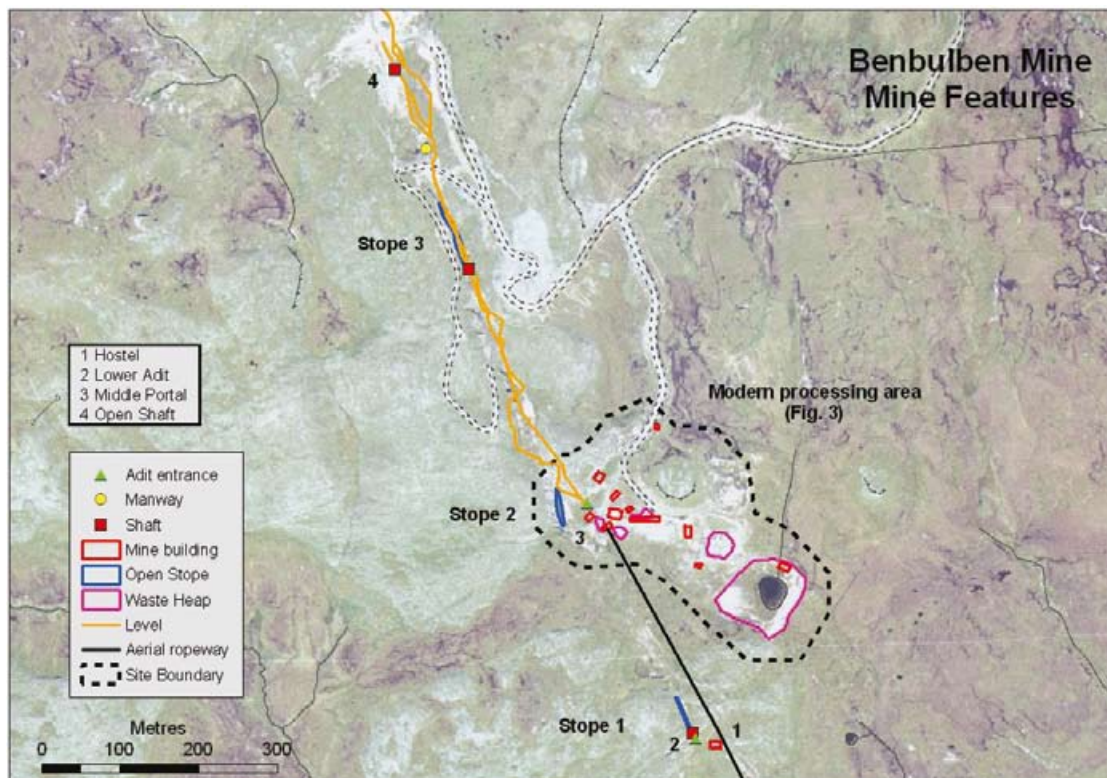 Benbulben Mine
Mine Features
4
Stope 3
1 Hostel
2 Lower Adit
3 Middle Portal
4 Open Shaft
Modern processing area
(Fig. 3)
Adit entrance
Manway
Shaft
Mine building
Open Stope
Waste Heap
Level
Aerial ropeway
Site Boundary
Stope 2
3
Metres
0 100 200 300
Stope 1
1
2